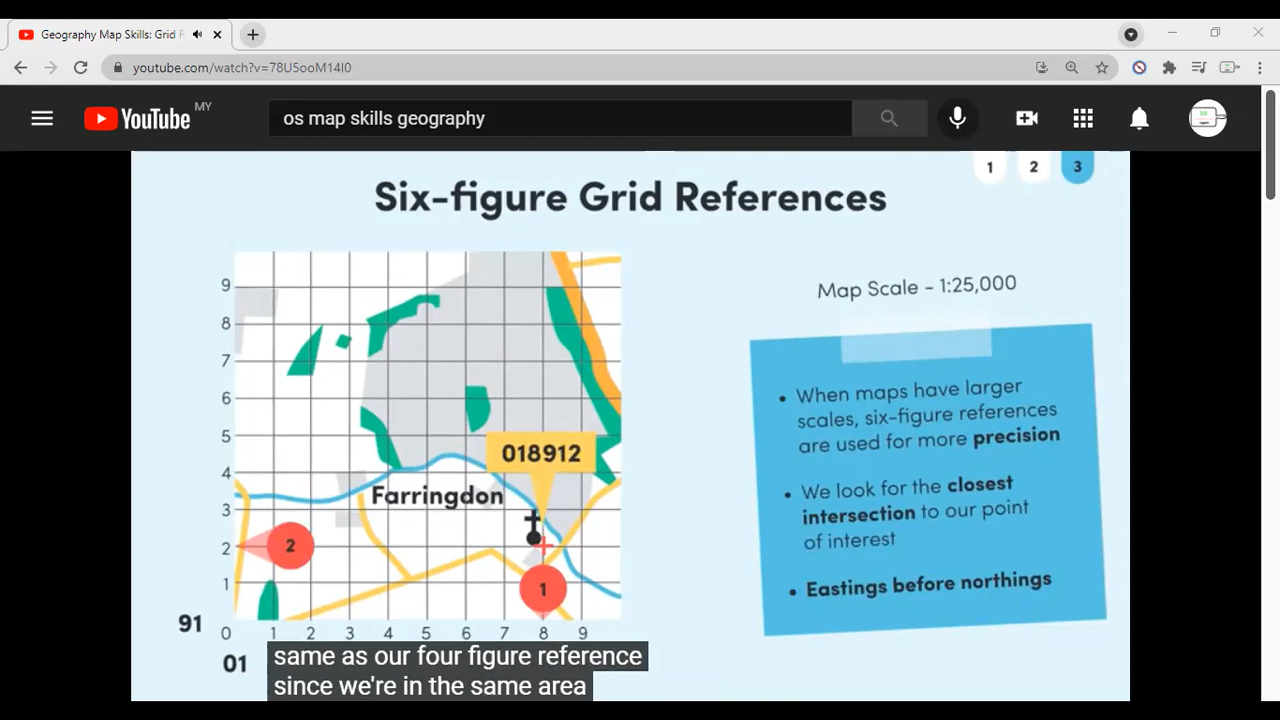 Geography Map Skills: Grid R
youtube.com/watch?v=78U5ooM14I0
YouTube MY
os map skills geography
1 2 3
Six-figure Grid References
Map Scale - 1:25,000
9
8
7
6
5
4
3
2
1
91
0 1 2 3 4 5 6 7 8 9
01
018912
Farringdon
2
1
• When maps have larger
scales, six-figure references
are used for more precision
• We look for the closest
intersection to our point
of interest
• Eastings before northings
same as our four figure reference
since we're in the same area